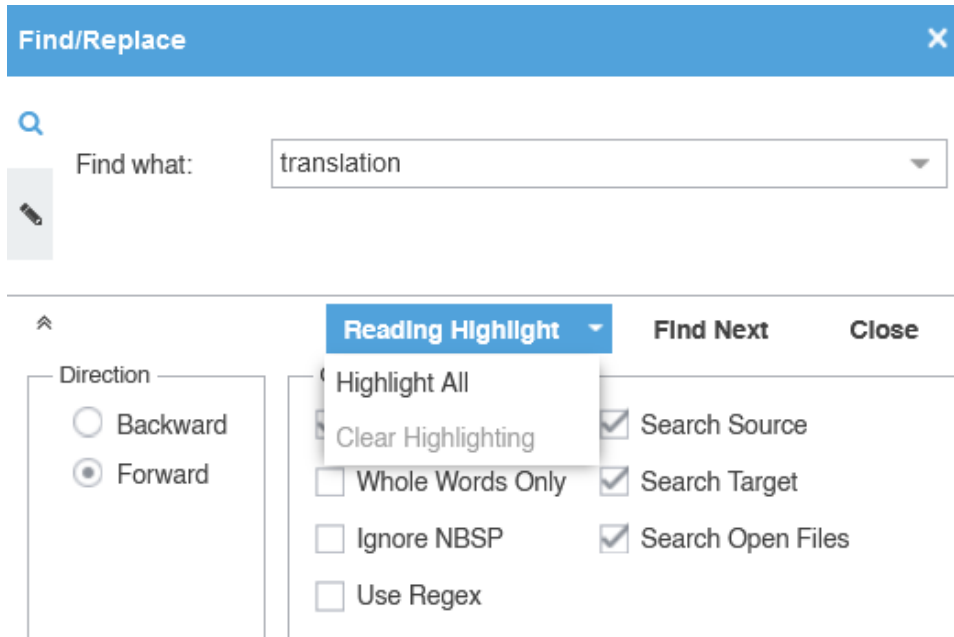 Find/Replace
Find what:
translation
Reading Highlight
Find Next
Close
Highlight All
Clear Highlighting
Direction
Backward
Forward
Search Source
Whole Words Only
Search Target
Ignore NBSP
Search Open Files
Use Regex